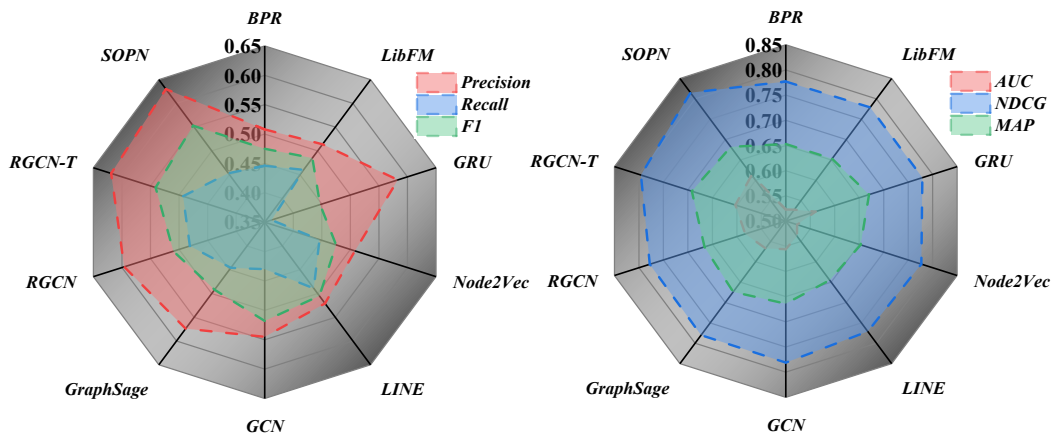 BPR
LibFM
GRU
Node2Vec
LINE
GCN
GraphSage
RGCN
RGCN-T
SOPN
0.65
0.60
0.55
0.50
0.45
0.40
0.35
Precision
Recall
F1
BPR
LibFM
GRU
Node2Vec
LINE
GCN
GraphSage
RGCN
RGCN-T
SOPN
0.85
0.80
0.75
0.70
0.65
0.60
0.55
0.50
AUC
NDCG
MAP